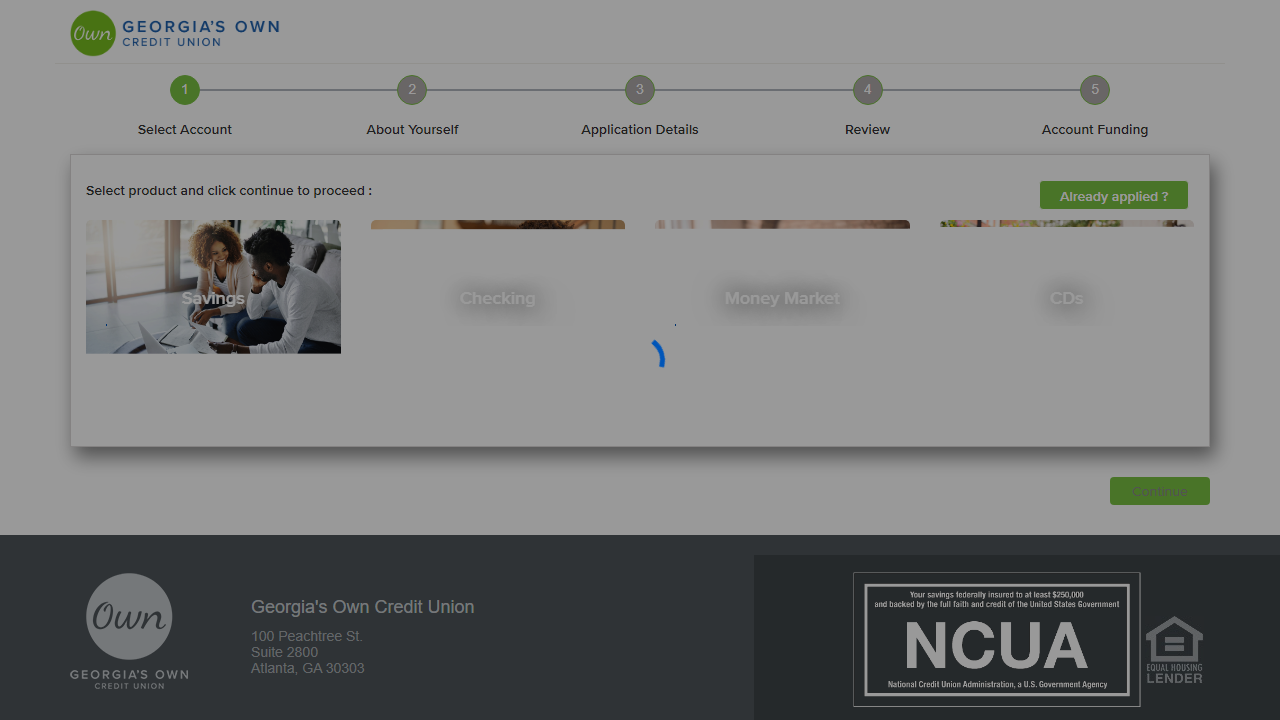 Own GEORGIA'S OWN
CREDIT UNION
1 2 3 4 5
Select Account About Yourself Application Details Review Account Funding
Select product and click continue to proceed :
Already applied ?
Savings Checking Money Market CDs
Continue
Own
GEORGIA'S OWN
CREDIT UNION
Georgia's Own Credit Union
100 Peachtree St.
Suite 2800
Atlanta, GA 30303
Your savings federally insured to at least $250,000
and backed by the full faith and credit of the United States Government
NCUA
National Credit Union Administration, a U.S. Government Agency
EQUAL HOUSING
LENDER